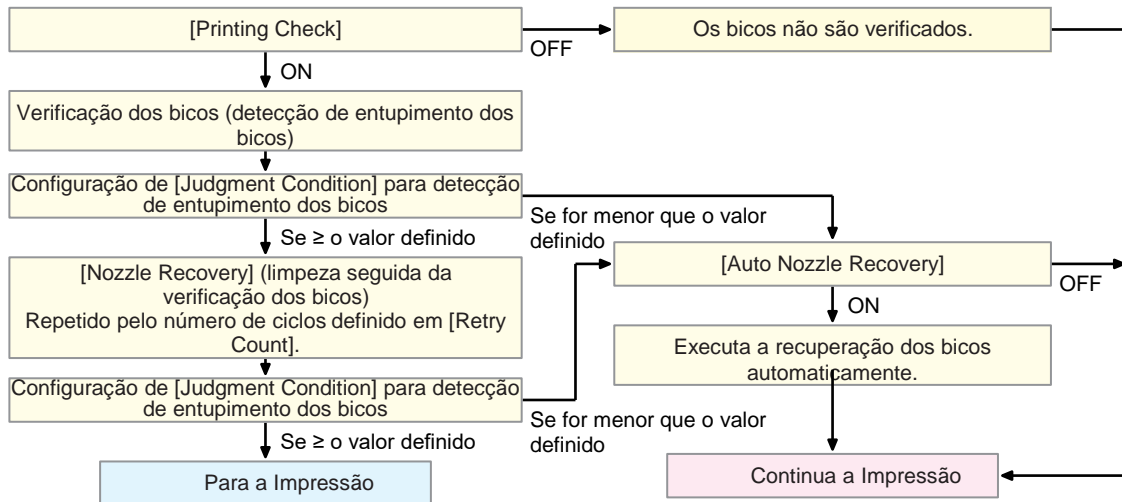 [Printing Check]
OFF
Os bicos não são verificados.
ON
Verificação dos bicos (detecção de entupimento dos
bicos)
Configuração de [Judgment Condition] para detecção
de entupimento dos bicos
Se for menor que o valor
definido
Se ≥ o valor definido
[Nozzle Recovery] (limpeza seguida da
verificação dos bicos)
Repetido pelo número de ciclos definido em [Retry
Count].
[Auto Nozzle Recovery]
OFF
ON
Executa a recuperação dos bicos
automaticamente.
Configuração de [Judgment Condition] para detecção
de entupimento dos bicos
Se for menor que o valor
definido
Se ≥ o valor definido
Para a Impressão
Continua a Impressão